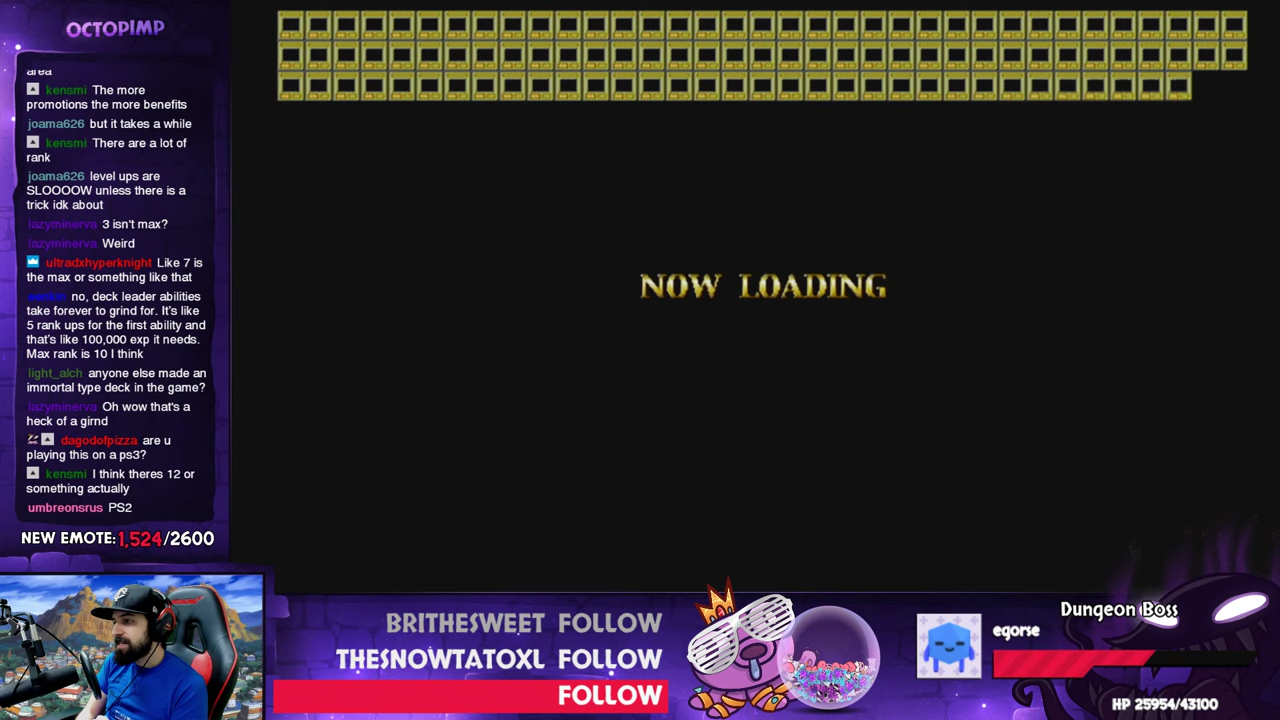 OCTOPIMP
area
kensmi The more
promotions the more benefits
joama626 but it takes a while
kensmi There are a lot of
rank
joama626 level ups are
SLOOOOW unless there is a
trick idk about
lazyminerva 3 isn't max?
lazyminerva Weird
ultradxhyperknight Like 7 is
the max or something like that
no, deck leader abilities
take forever to grind for. It's like
5 rank ups for the first ability and
that's like 100,000 exp it needs.
Max rank is 10 I think
light_alch anyone else made an
immortal type deck in the game?
lazyminerva Oh wow that's a
heck of a girnd
dagodofpizza are u
playing this on a ps3?
kensmi I think theres 12 or
something actually
umbreonsrus PS2
NEW EMOTE: 1,524/2600
NOW LOADING
BRITHESWEET FOLLOW
THESNOWTATOXL FOLLOW
FOLLOW
Dungeon Boss
egorse
HP 25954/43100